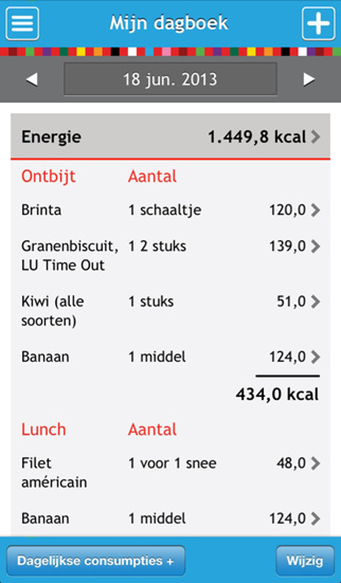 Mijn dagboek
18 jun. 2013
Energie 1.449,8 kcal
Ontbijt Aantal
Brinta 1 schaaltje 120,0
Granenbiscuit, 1 2 stuks 139,0
LU Time Out
Kiwi (alle 1 stuks 51,0
soorten)
Banaan 1 middel 124,0
434,0 kcal
Lunch Aantal
Filet 1 voor 1 snee 48,0
américain
Banaan 1 middel 124,0
Dagelijkse consumpties + Wijzig